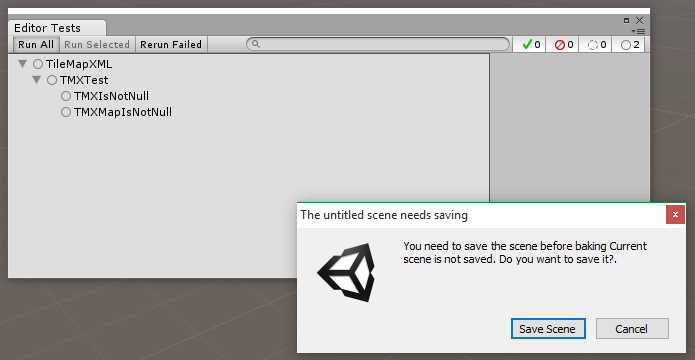 Editor Tests
Run All Run Selected Rerun Failed 0 0 0 2
TileMapXML
TMXTest
TMXIsNotNull
TMXMapIsNotNull
The untitled scene needs saving
You need to save the scene before baking Current
scene is not saved. Do you want to save it?.
Save Scene Cancel